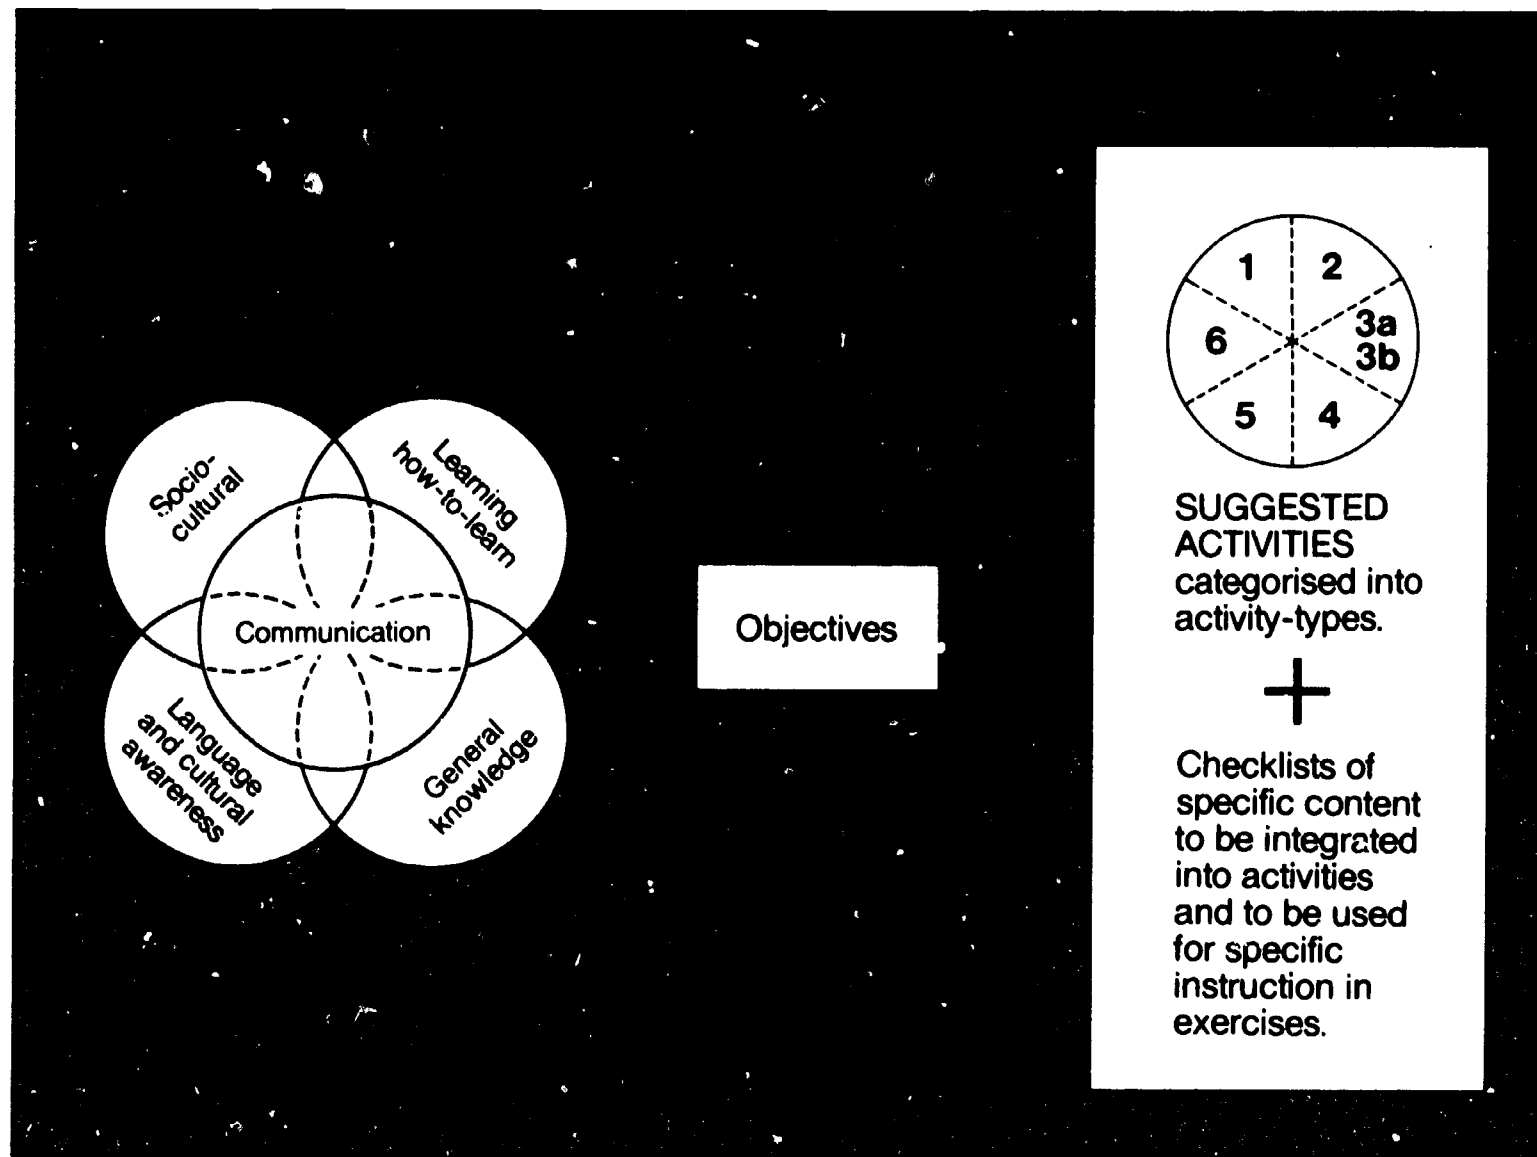 Socio-
cultural
Learning
how-to-learn
Communication
Language
and cultural
awareness
General
knowledge
Objectives
1
2
3a
3b
4
5
6
SUGGESTED
ACTIVITIES
categorised into
activity-types.
+
Checklists of
specific content
to be integrated
into activities
and to be used
for specific
instruction in
exercises.